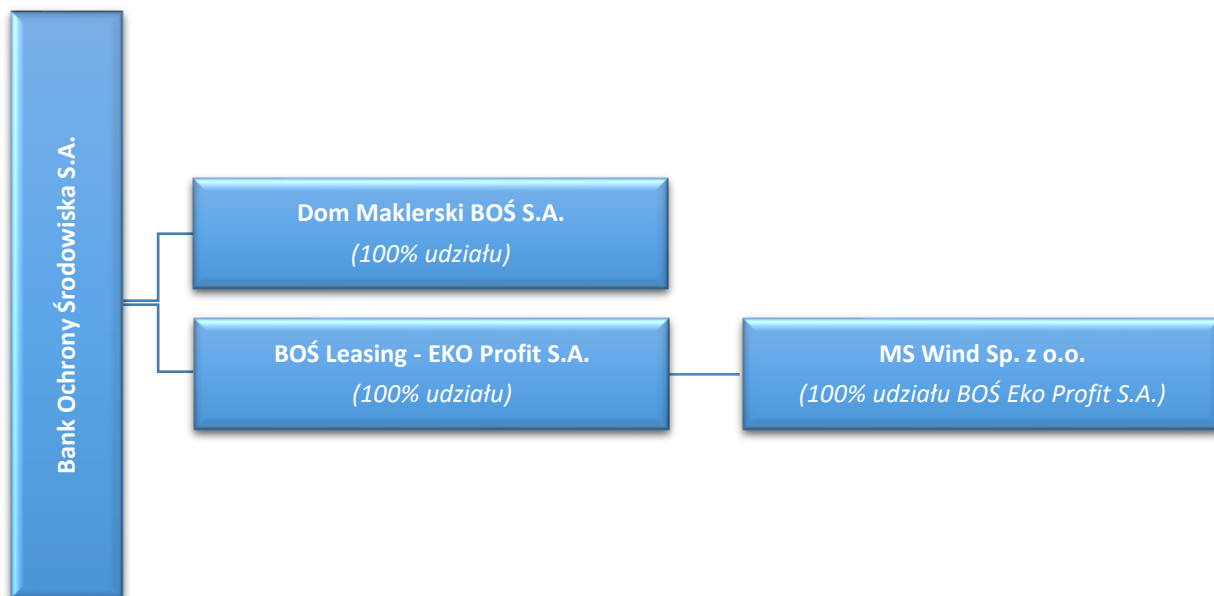 Bank Ochrony Środowiska S.A.
Dom Maklerski BOŚ S.A.
(100% udziału)
BOŚ Leasing - EKO Profit S.A.
(100% udziału)
MS Wind Sp. z o.o.
(100% udziału BOŚ Eko Profit S.A.)